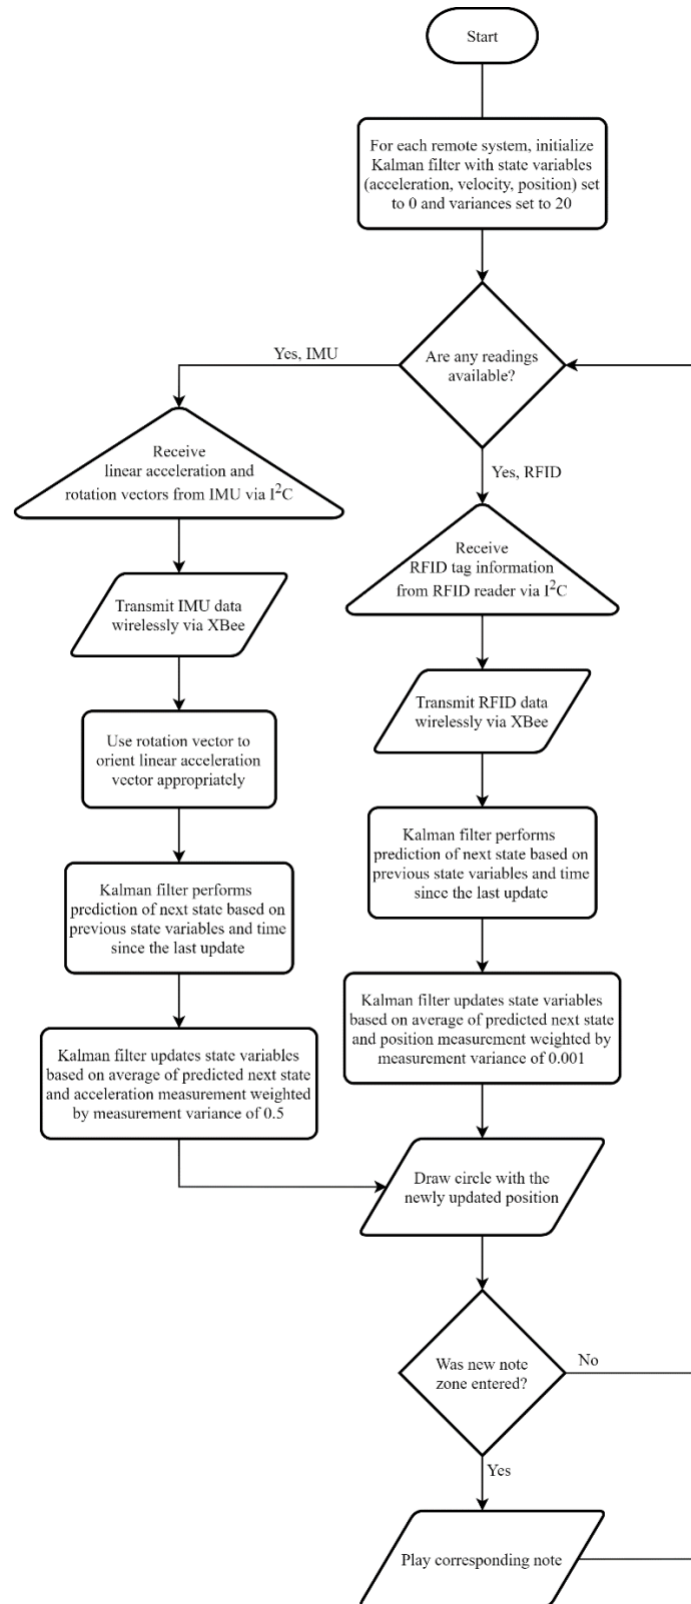 Start
For each remote system, initialize
Kalman filter with state variables
(acceleration, velocity, position) set
to 0 and variances set to 20
Are any readings
available?
Yes, IMU
Yes, RFID
Receive
linear acceleration and
rotation vectors from IMU via I²C
Transmit IMU data
wirelessly via XBee
Use rotation vector to
orient linear acceleration
vector appropriately
Kalman filter performs
prediction of next state based on
previous state variables and time
since the last update
Kalman filter updates state variables
based on average of predicted next state
and acceleration measurement weighted
by measurement variance of 0.5
Receive
RFID tag information
from RFID reader via I²C
Transmit RFID data
wirelessly via XBee
Kalman filter performs
prediction of next state based on
previous state variables and time
since the last update
Kalman filter updates state variables
based on average of predicted next state
and position measurement weighted by
measurement variance of 0.001
Draw circle with the
newly updated position
Was new note
zone entered?
No
Yes
Play corresponding note